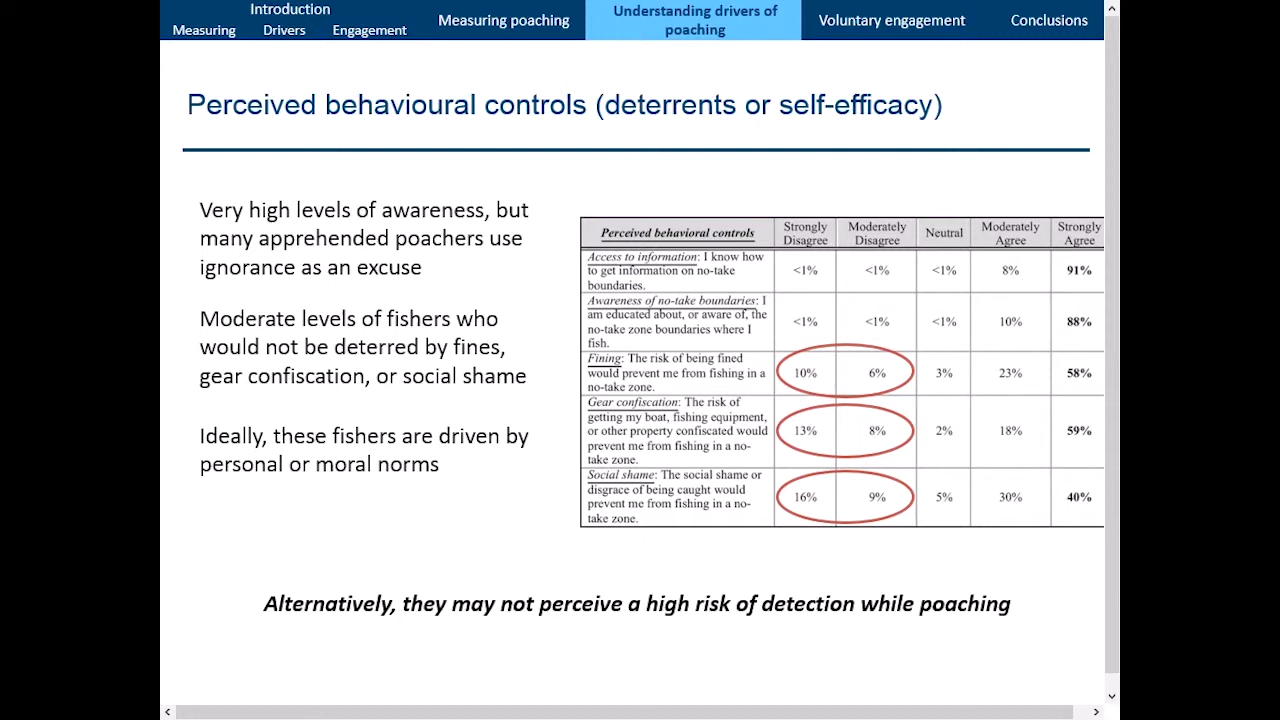 Introduction
Measuring Drivers Engagement
Measuring poaching
Understanding drivers of
poaching
Voluntary engagement
Conclusions
Perceived behavioural controls (deterrents or self-efficacy)
Very high levels of awareness, but
many apprehended poachers use
ignorance as an excuse
Moderate levels of fishers who
would not be deterred by fines,
gear confiscation, or social shame
Ideally, these fishers are driven by
personal or moral norms
Perceived behavioral controls
Strongly
Disagree
Moderately
Disagree
Neutral
Moderately
Agree
Strongly
Agree
Access to information: I know how
to get information on no-take
boundaries.
<1% <1% <1% 8% 91%
Awareness of no-take boundaries: I
am educated about, or aware of, the
no-take zone boundaries where I
fish.
<1% <1% <1% 10% 88%
Fining: The risk of being fined
would prevent me from fishing in a
no-take zone.
10% 6% 3% 23% 58%
Gear confiscation: The risk of
getting my boat, fishing equipment,
or other property confiscated would
prevent me from fishing in a no-
take zone.
13% 8% 2% 18% 59%
Social shame: The social shame or
disgrace of being caught would
prevent me from fishing in a no-
take zone.
16% 9% 5% 30% 40%
Alternatively, they may not perceive a high risk of detection while poaching